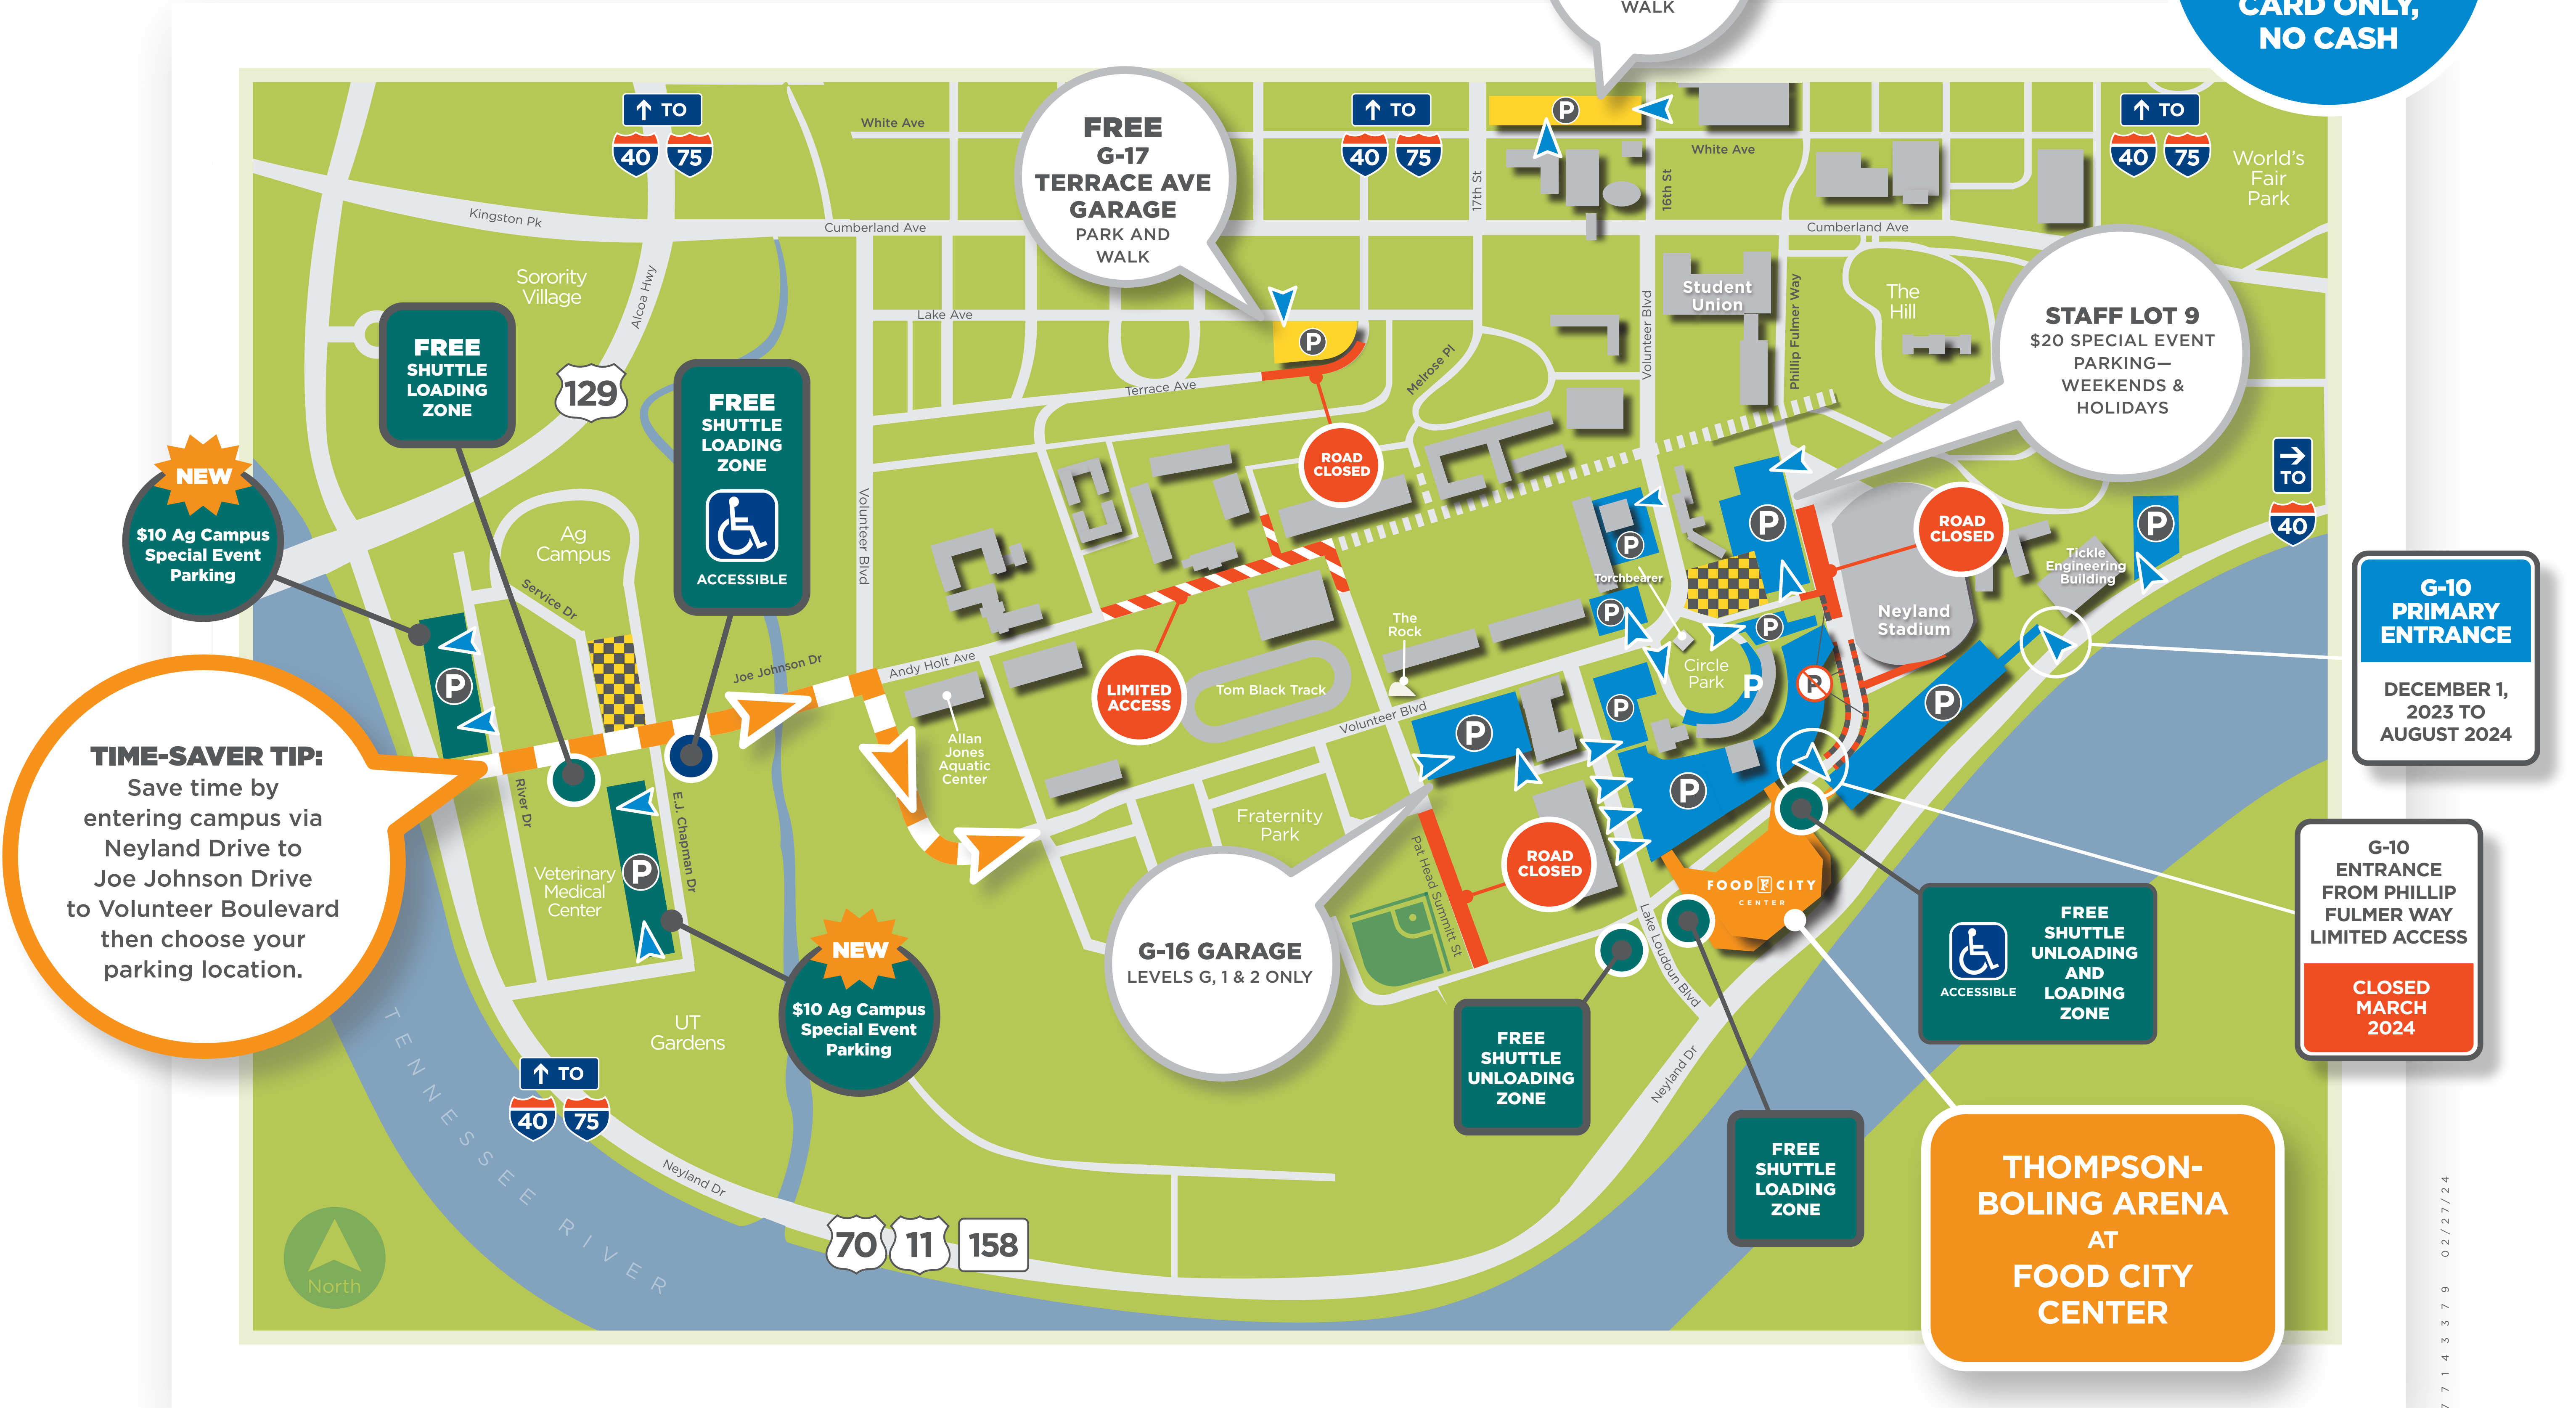 WALK
CARD ONLY,
NO CASH
↑ TO
40 75
White Ave
FREE
G-17
TERRACE AVE
GARAGE
PARK AND
WALK
↑ TO
40 75
P
17th St
16th St
White Ave
↑ TO
40 75
World's
Fair
Park
Kingston Pk
Cumberland Ave
Cumberland Ave
Sorority
Village
Alcoa Hwy
Lake Ave
P
Terrace Ave
Melrose Pl
Volunteer Blvd
Student
Union
Phillip Fulmer Way
The
Hill
STAFF LOT 9
$20 SPECIAL EVENT
PARKING—
WEEKENDS &
HOLIDAYS
FREE
SHUTTLE
LOADING
ZONE
129
FREE
SHUTTLE
LOADING
ZONE
ACCESSIBLE
ROAD
CLOSED
→
TO
40
NEW
$10 Ag Campus
Special Event
Parking
Ag
Campus
Service Dr
Volunteer Blvd
P
P
Torchbearer
P
ROAD
CLOSED
Tickle
Engineering
Building
P
Neyland
Stadium
G-10
PRIMARY
ENTRANCE
DECEMBER 1,
2023 TO
AUGUST 2024
P
Joe Johnson Dr
Andy Holt Ave
LIMITED
ACCESS
Tom Black Track
The
Rock
P
Circle
Park
P
P
P
P
Volunteer Blvd
P
P
TIME-SAVER TIP:
Save time by
entering campus via
Neyland Drive to
Joe Johnson Drive
to Volunteer Boulevard
then choose your
parking location.
Allan
Jones
Aquatic
Center
River Dr
E.J. Chapman Dr
Veterinary
Medical
Center
P
Fraternity
Park
Pat Head Summitt St
ROAD
CLOSED
FOOD CITY
CENTER
G-10
ENTRANCE
FROM PHILLIP
FULMER WAY
LIMITED ACCESS
CLOSED
MARCH
2024
NEW
$10 Ag Campus
Special Event
Parking
G-16 GARAGE
LEVELS G, 1 & 2 ONLY
Lake Loudoun Blvd
ACCESSIBLE
FREE
SHUTTLE
UNLOADING
AND
LOADING
ZONE
UT
Gardens
↑ TO
40 75
TENNESSEE RIVER
FREE
SHUTTLE
UNLOADING
ZONE
Neyland Dr
FREE
SHUTTLE
LOADING
ZONE
THOMPSON-
BOLING ARENA
AT
FOOD CITY
CENTER
Neyland Dr
70 11 158
North
7143379 02/27/24